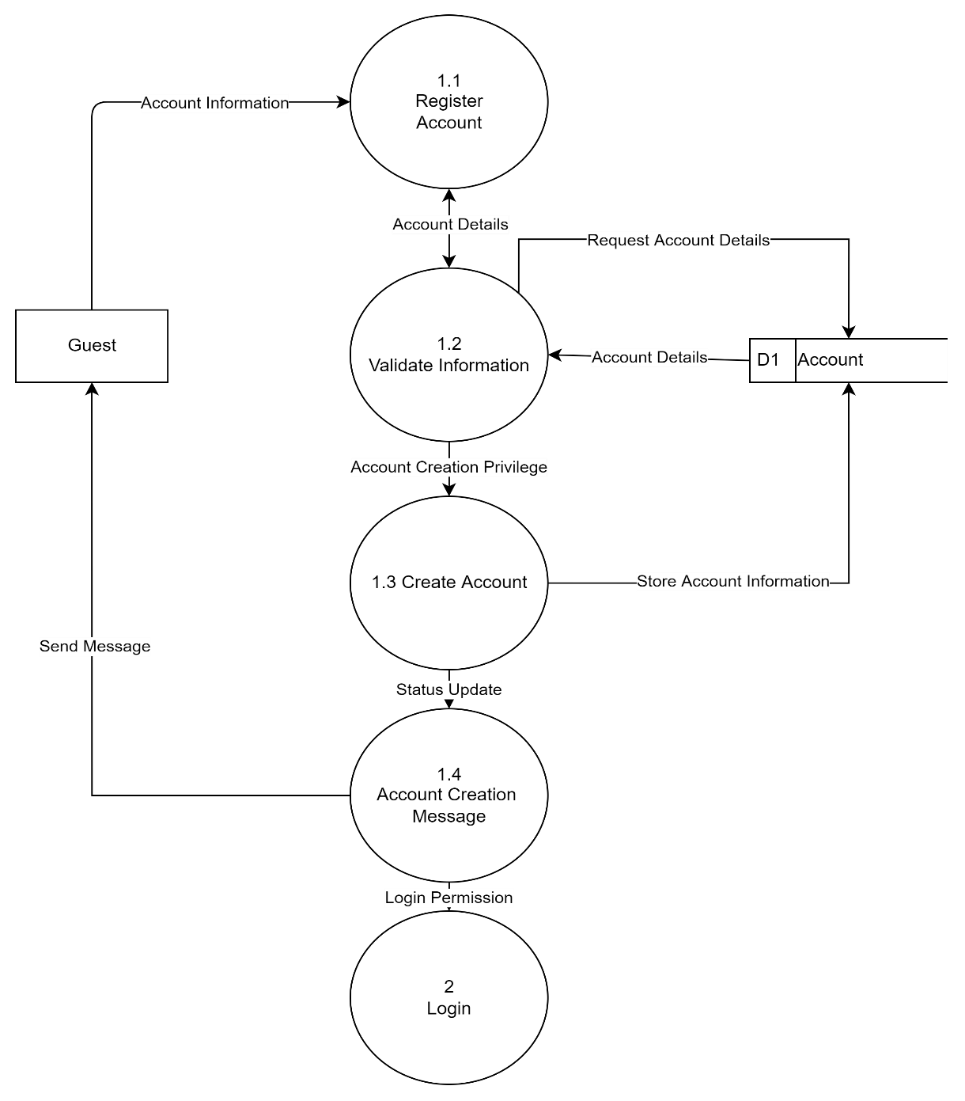 1.1
Register
Account
Account Information
Account Details
Request Account Details
Guest
1.2
Validate Information
Account Details
D1
Account
Account Creation Privilege
1.3 Create Account
Store Account Information
Send Message
Status Update
1.4
Account Creation
Message
Login Permission
2
Login